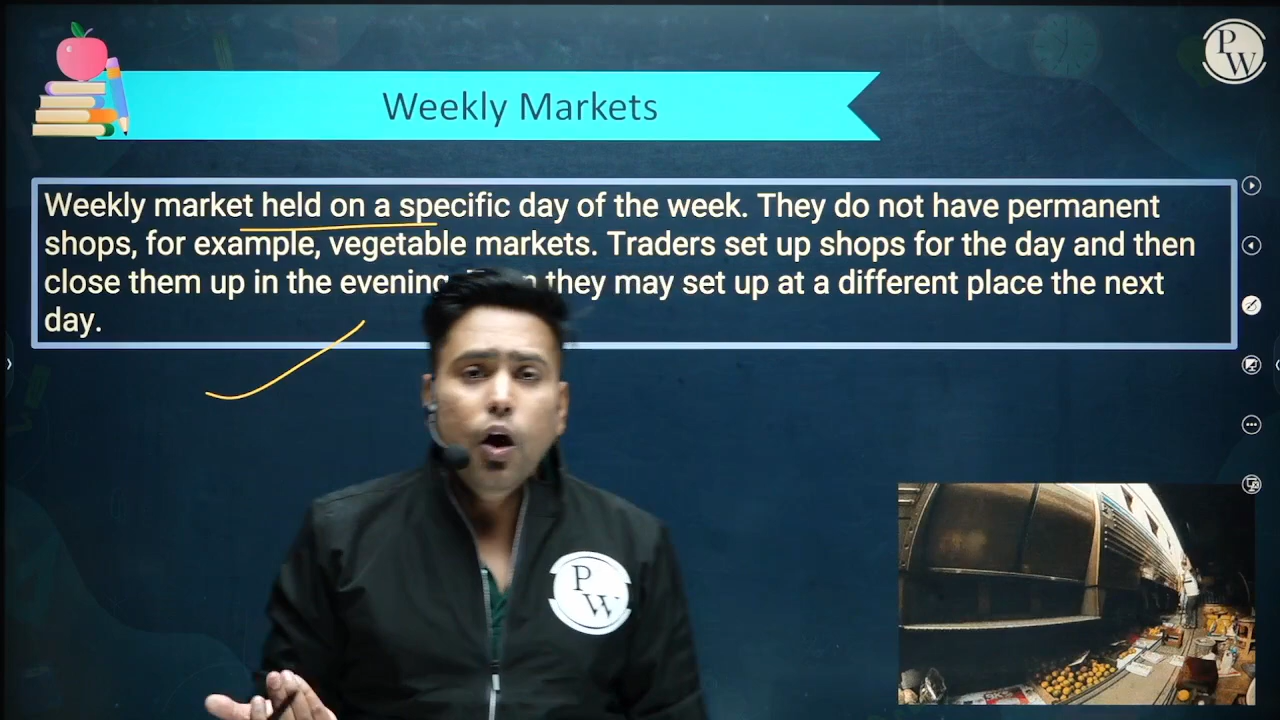 P
W
Weekly Markets
Weekly market held on a specific day of the week. They do not have permanent
shops, for example, vegetable markets. Traders set up shops for the day and then
close them up in the evening. they may set up at a different place the next
day.
P
W